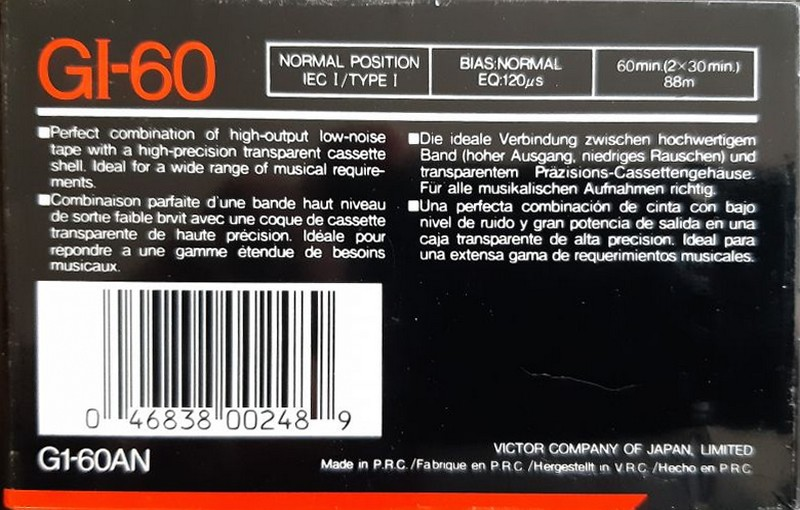 GI-60
NORMAL POSITION
IEC I/TYPE I
BIAS:NORMAL
EQ:120μs
60min.(2×30min.)
88m
■Perfect combination of high-output low-noise
tape with a high-precision transparent cassette
shell. Ideal for a wide range of musical require-
ments.
■Combinaison parfaite d'une bande haut niveau
de sortie faible brvit avec une coque de cassette
transparente de haute précision. Idéale pour
répondre a une gamme étendue de besoins
musicaux.
■Die ideale Verbindung zwischen hochwertigem
Band (hoher Ausgang, niedriges Rauschen) und
transparentem Präzisions-Cassettengehäuse.
Für alle musikalischen Aufnahmen richtig.
■Una perfecta combinación de cinta con bajo
nivel de ruido y gran potencia de salida en una
caja transparente de alta precision. Ideal para
una extensa gama de requerimientos musicales.
0 46838 00248 9
G1-60AN
VICTOR COMPANY OF JAPAN, LIMITED
Made in P.R.C./Fabrique en P.R.C./Hergestellt in V.R.C./Hecho en P.R.C